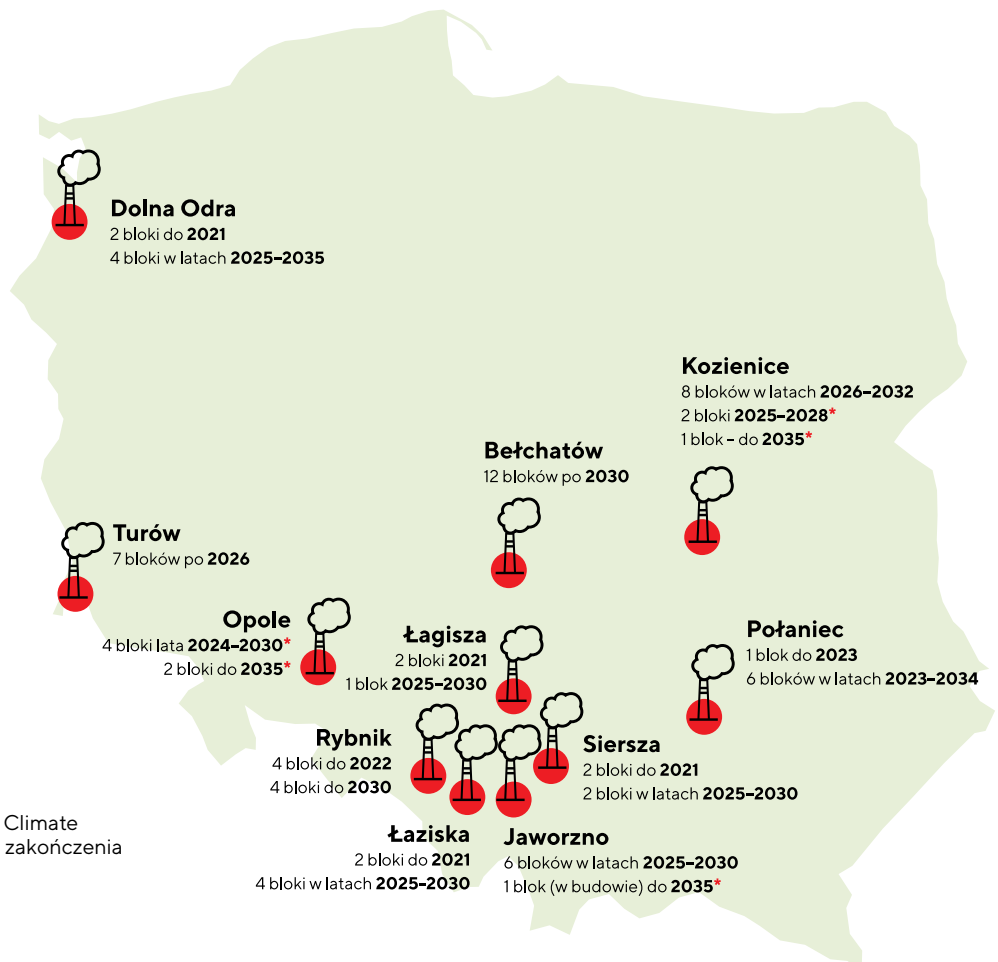 Dolna Odra
2 bloki do 2021
4 bloki w latach 2025–2035
Kozienice
8 bloków w latach 2026–2032
2 bloki 2025–2028*
1 blok – do 2035*
Bełchatów
12 bloków po 2030
Turów
7 bloków po 2026
Opole
4 bloki lata 2024–2030*
2 bloki do 2035*
Łagisza
2 bloki 2021
1 blok 2025–2030
Połaniec
1 blok do 2023
6 bloków w latach 2023–2034
Rybnik
4 bloki do 2022
4 bloki do 2030
Siersza
2 bloki do 2021
2 bloki w latach 2025–2030
Climate
zakończenia
Łaziska
2 bloki do 2021
4 bloki w latach 2025–2030
Jaworzno
6 bloków w latach 2025–2030
1 blok (w budowie) do 2035*